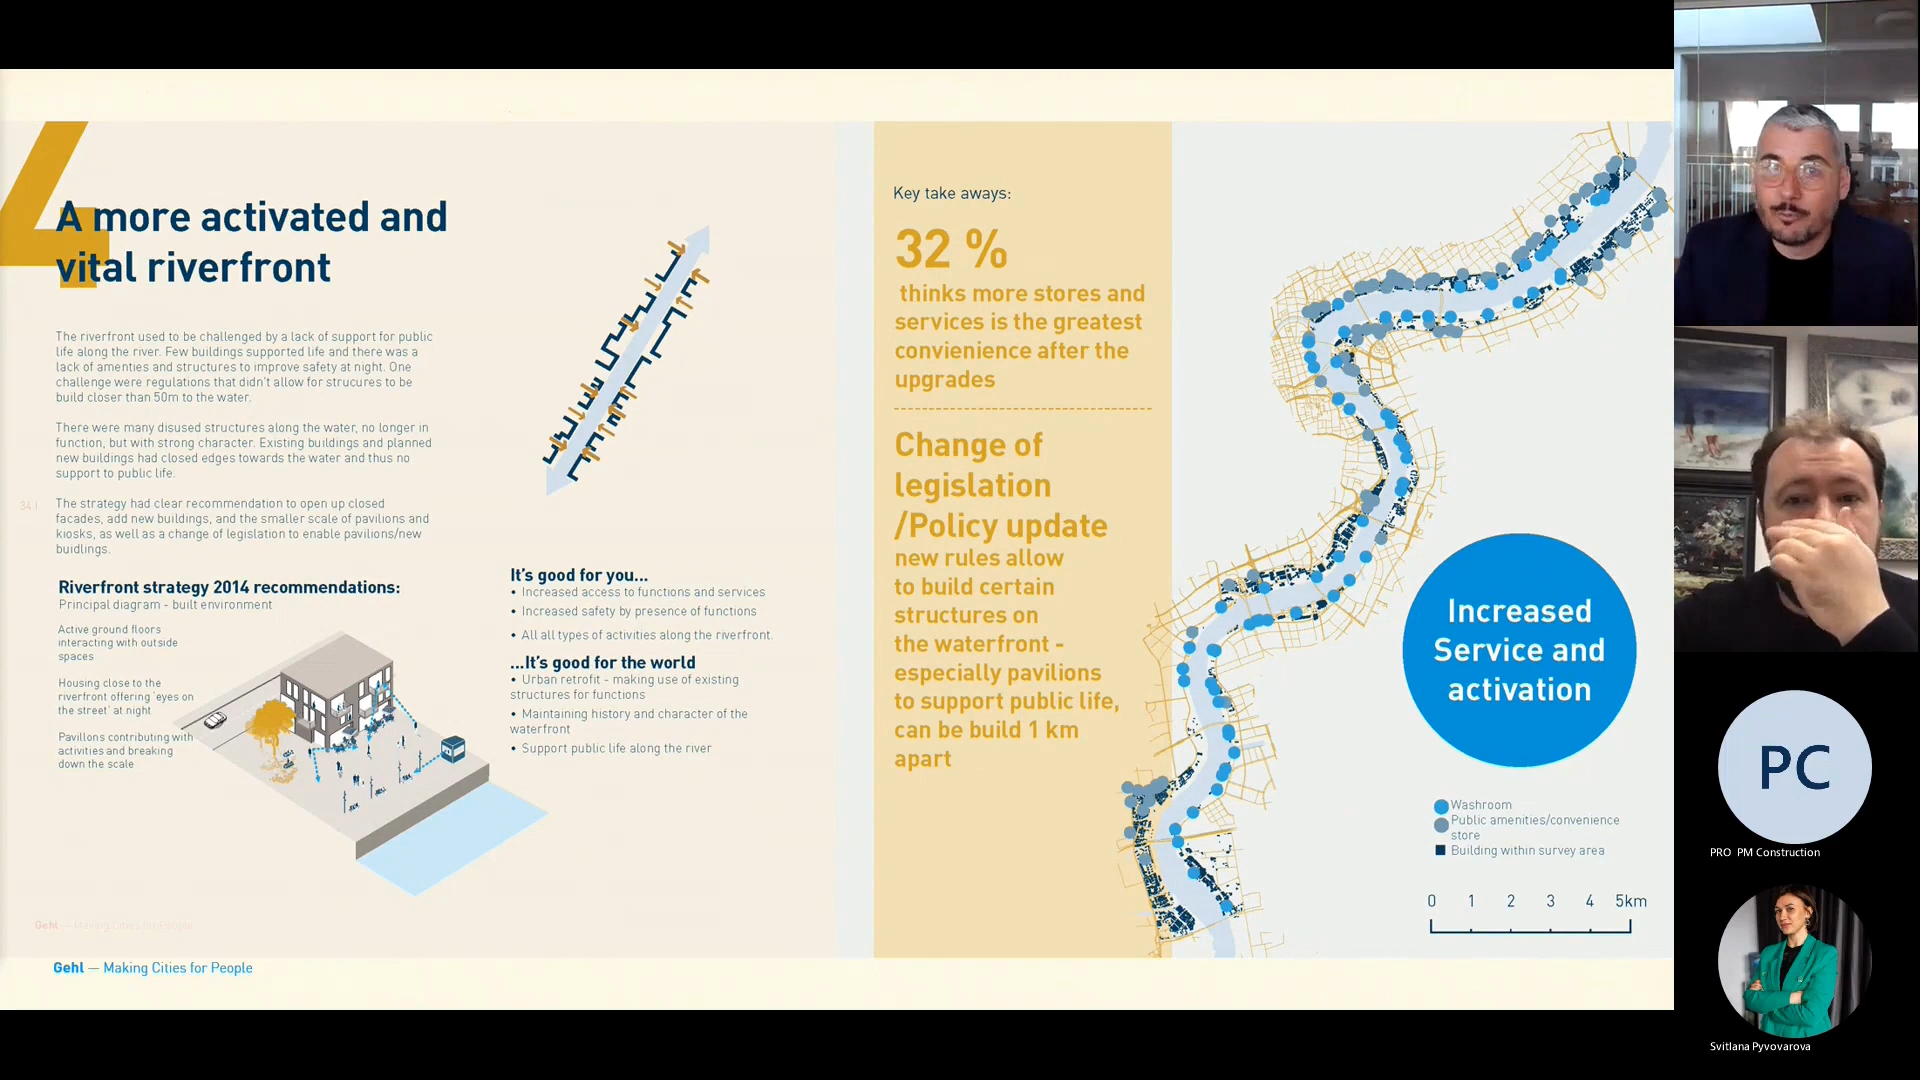 4
A more activated and
vital riverfront
The riverfront used to be challenged by a lack of support for public
life along the river. Few buildings supported life and there was a
lack of amenties and structures to improve safety at night. One
challenge were regulations that didn't allow for strucures to be
build closer than 50m to the water.
There were many disused structures along the water, no longer in
function, but with strong character. Existing buildings and planned
new buildings had closed edges towards the water and thus no
support to public life.
The strategy had clear recommendation to open up closed
facades, add new buildings, and the smaller scale of pavilions and
kiosks, as well as a change of legislation to enable pavilions/new
buidlings.
34 |
Riverfront strategy 2014 recommendations:
Principal diagram - built environment
Active ground floors
interacting with outside
spaces
Housing close to the
riverfront offering 'eyes on
the street' at night
Pavillons contributing with
activities and breaking
down the scale
It's good for you...
• Increased access to functions and services
• Increased safety by presence of functions
• All all types of activities along the riverfront.
...It's good for the world
• Urban retrofit - making use of existing
structures for functions
• Maintaining history and character of the
waterfront
• Support public life along the river
Gehl — Making Cities for People
Gehl — Making Cities for People
Key take aways:
32 %
thinks more stores and
services is the greatest
convienience after the
upgrades
Change of
legislation
/Policy update
new rules allow
to build certain
structures on
the waterfront -
especially pavilions
to support public life,
can be build 1 km
apart
Increased
Service and
activation
Washroom
Public amenities/convenience
store
Building within survey area
0 1 2 3 4 5km
PC
PRO PM Construction
Svitlana Pyvovarova